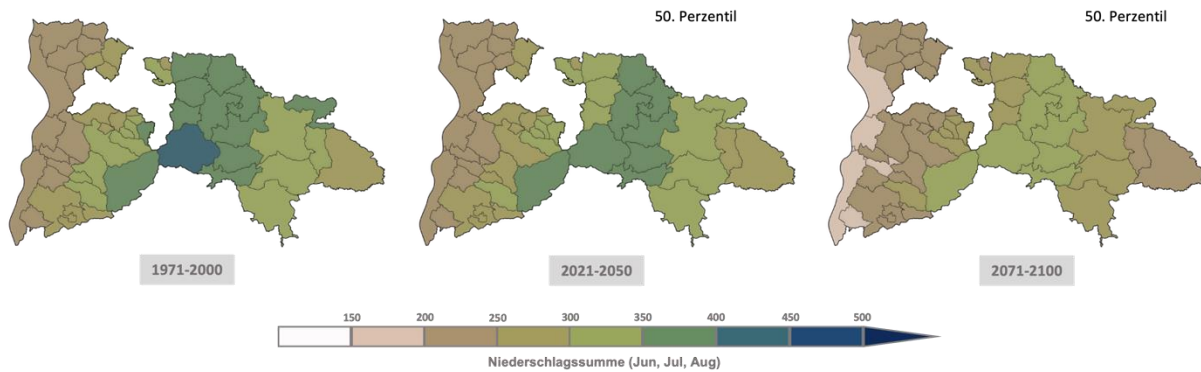 50. Perzentil
50. Perzentil
1971-2000
2021-2050
2071-2100
150 200 250 300 350 400 450 500
Niederschlagssumme (Jun, Jul, Aug)